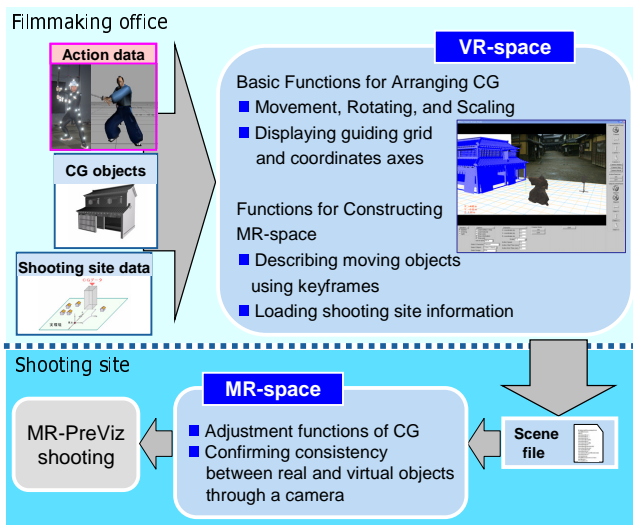 Filmmaking office
Action data
CG objects
Shooting site data
VR-space
Basic Functions for Arranging CG
Movement, Rotating, and Scaling
Displaying guiding grid
and coordinates axes
Functions for Constructing
MR-space
Describing moving objects
using keyframes
Loading shooting site information
Shooting site
MR-space
Adjustment functions of CG
Confirming consistency
between real and virtual objects
through a camera
MR-PreViz
shooting
Scene
file